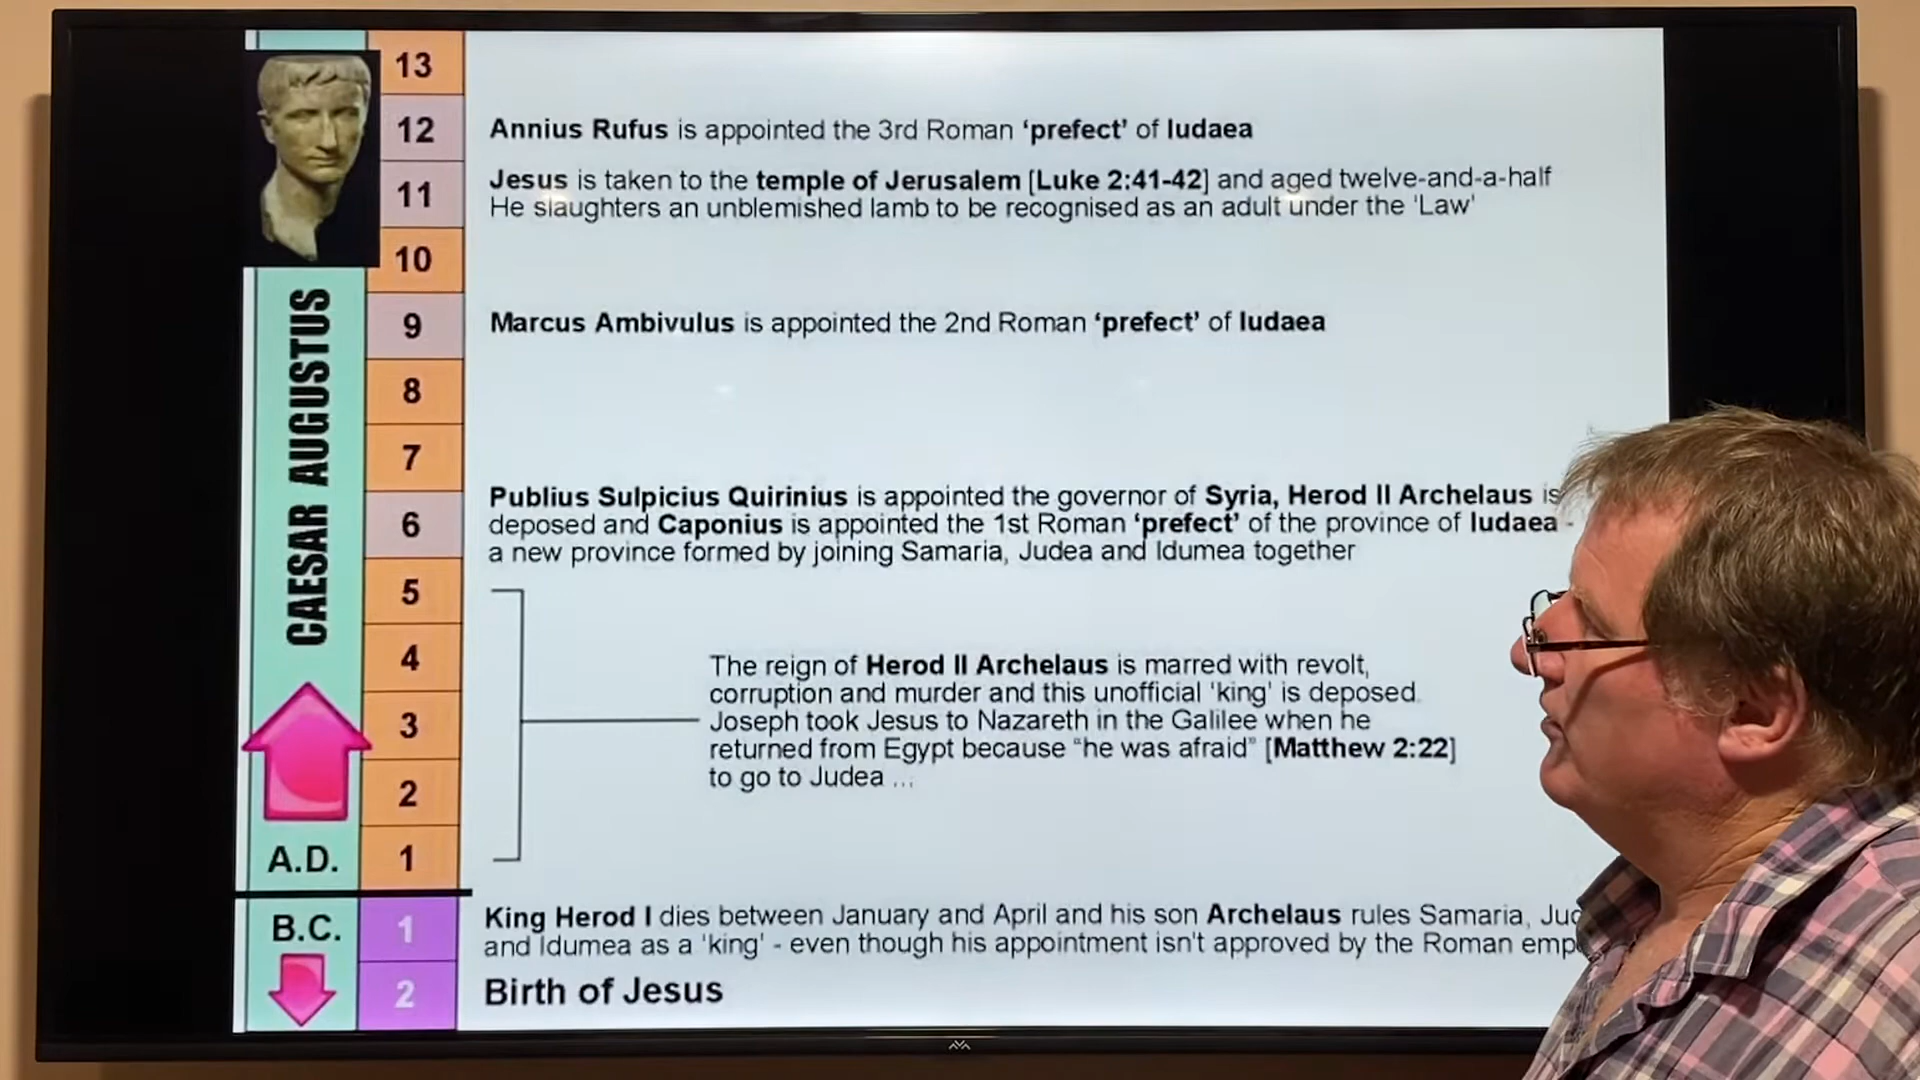 13
12
Annius Rufus is appointed the 3rd Roman ‘prefect’ of Iudaea
11
Jesus is taken to the temple of Jerusalem [Luke 2:41-42] and aged twelve-and-a-half
He slaughters an unblemished lamb to be recognised as an adult under the ‘Law’
10
9
Marcus Ambivulus is appointed the 2nd Roman ‘prefect’ of Iudaea
8
7
CAESAR AUGUSTUS
6
Publius Sulpicius Quirinius is appointed the governor of Syria, Herod II Archelaus is
deposed and Caponius is appointed the 1st Roman ‘prefect’ of the province of Iudaea -
a new province formed by joining Samaria, Judea and Idumea together
5
4
3
2
The reign of Herod II Archelaus is marred with revolt,
corruption and murder and this unofficial ‘king’ is deposed.
Joseph took Jesus to Nazareth in the Galilee when he
returned from Egypt because “he was afraid” [Matthew 2:22]
to go to Judea ...
A.D. 1
B.C. 1
King Herod I dies between January and April and his son Archelaus rules Samaria,
and Idumea as a ‘king’ - even though his appointment isn't approved by the Roman
2
Birth of Jesus